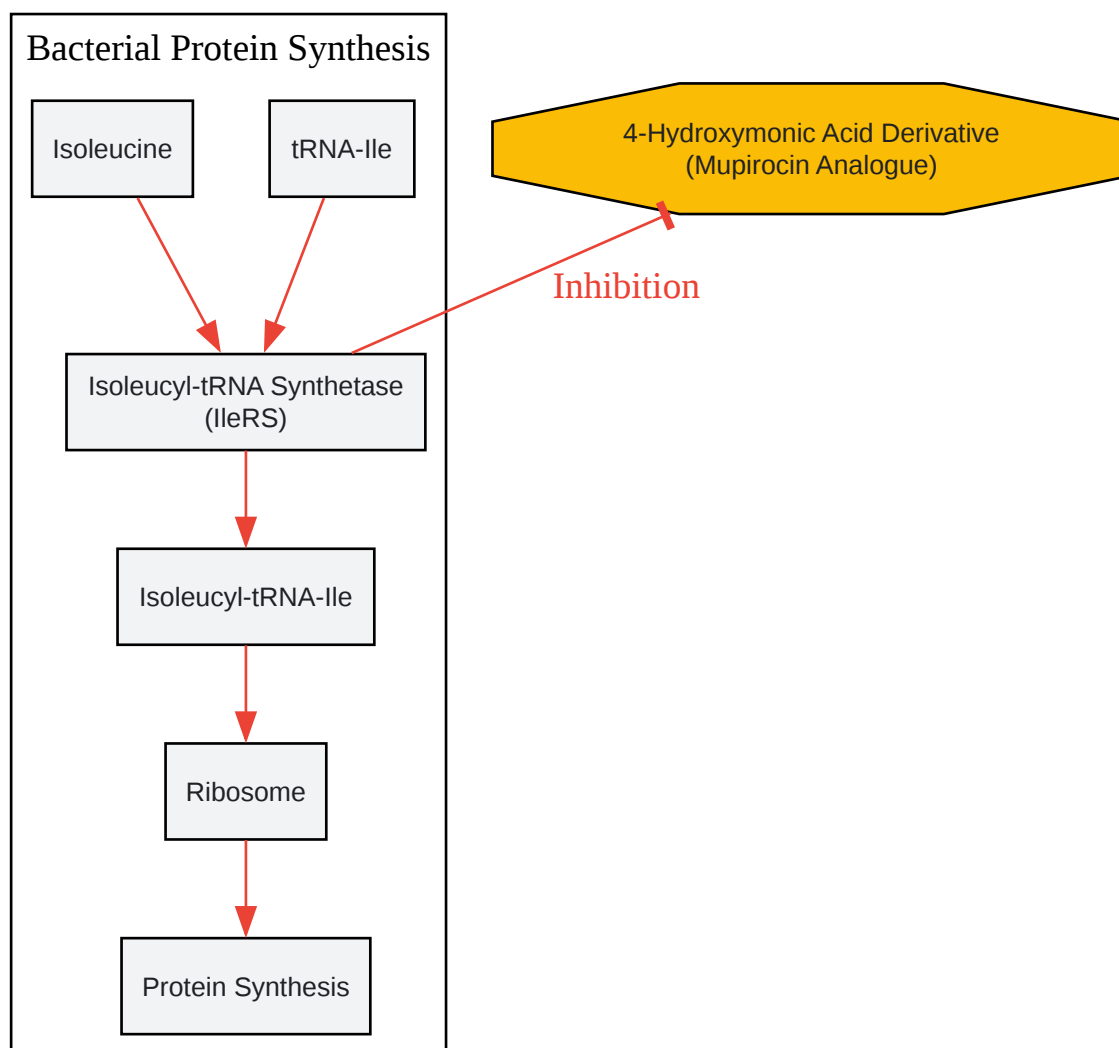 Bacterial Protein Synthesis
Isoleucine
tRNA-Ile
4-Hydroxymonic Acid Derivative
(Mupirocin Analogue)
Inhibition
Isoleucyl-tRNA Synthetase
(IleRS)
Isoleucyl-tRNA-Ile
Ribosome
Protein Synthesis